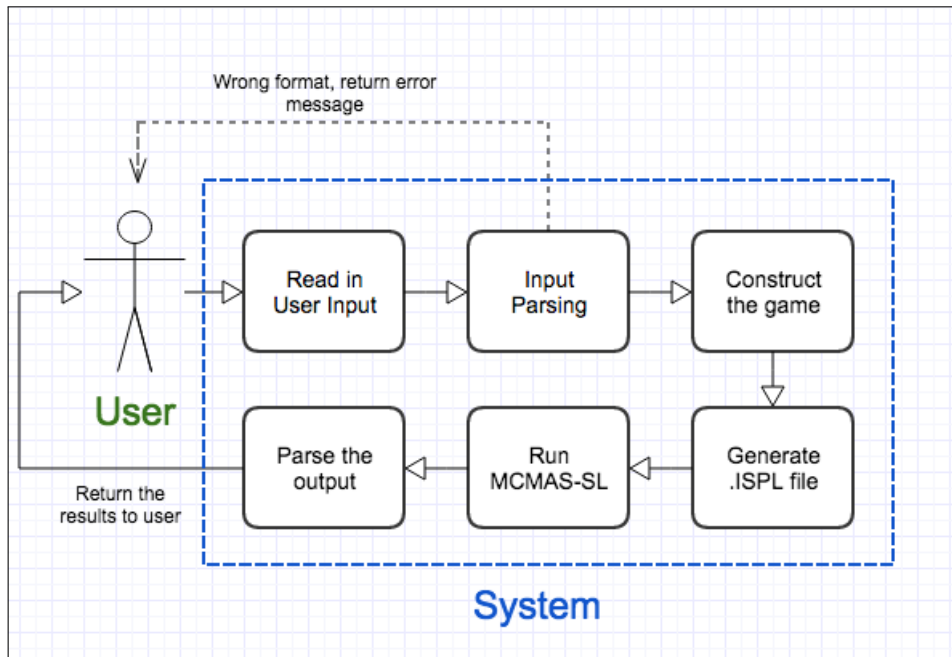 Wrong format, return error
message
Read in
User Input
Input
Parsing
Construct
the game
User
Parse the
output
Run
MCMAS-SL
Generate
.ISPL file
Return the
results to user
System